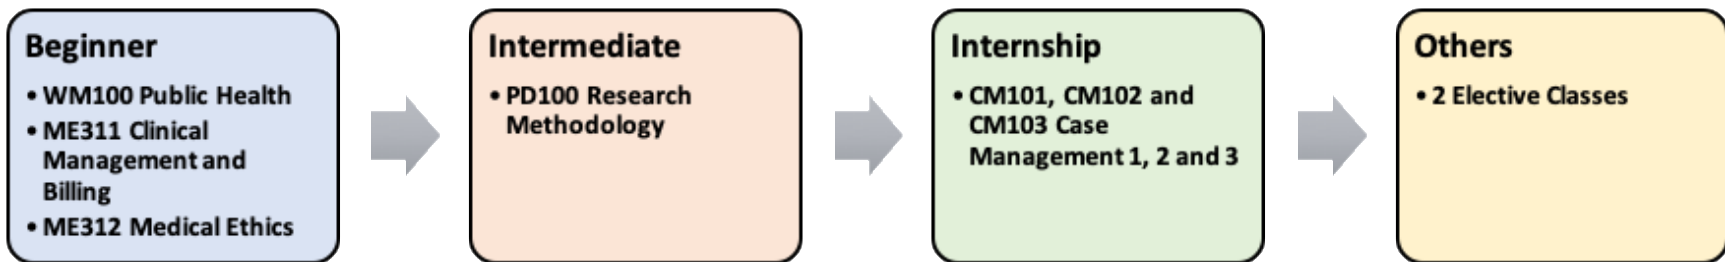 Beginner
• WM100 Public Health
• ME311 Clinical
Management and
Billing
• ME312 Medical Ethics
Intermediate
• PD100 Research
Methodology
Internship
• CM101, CM102 and
CM103 Case
Management 1, 2 and 3
Others
• 2 Elective Classes